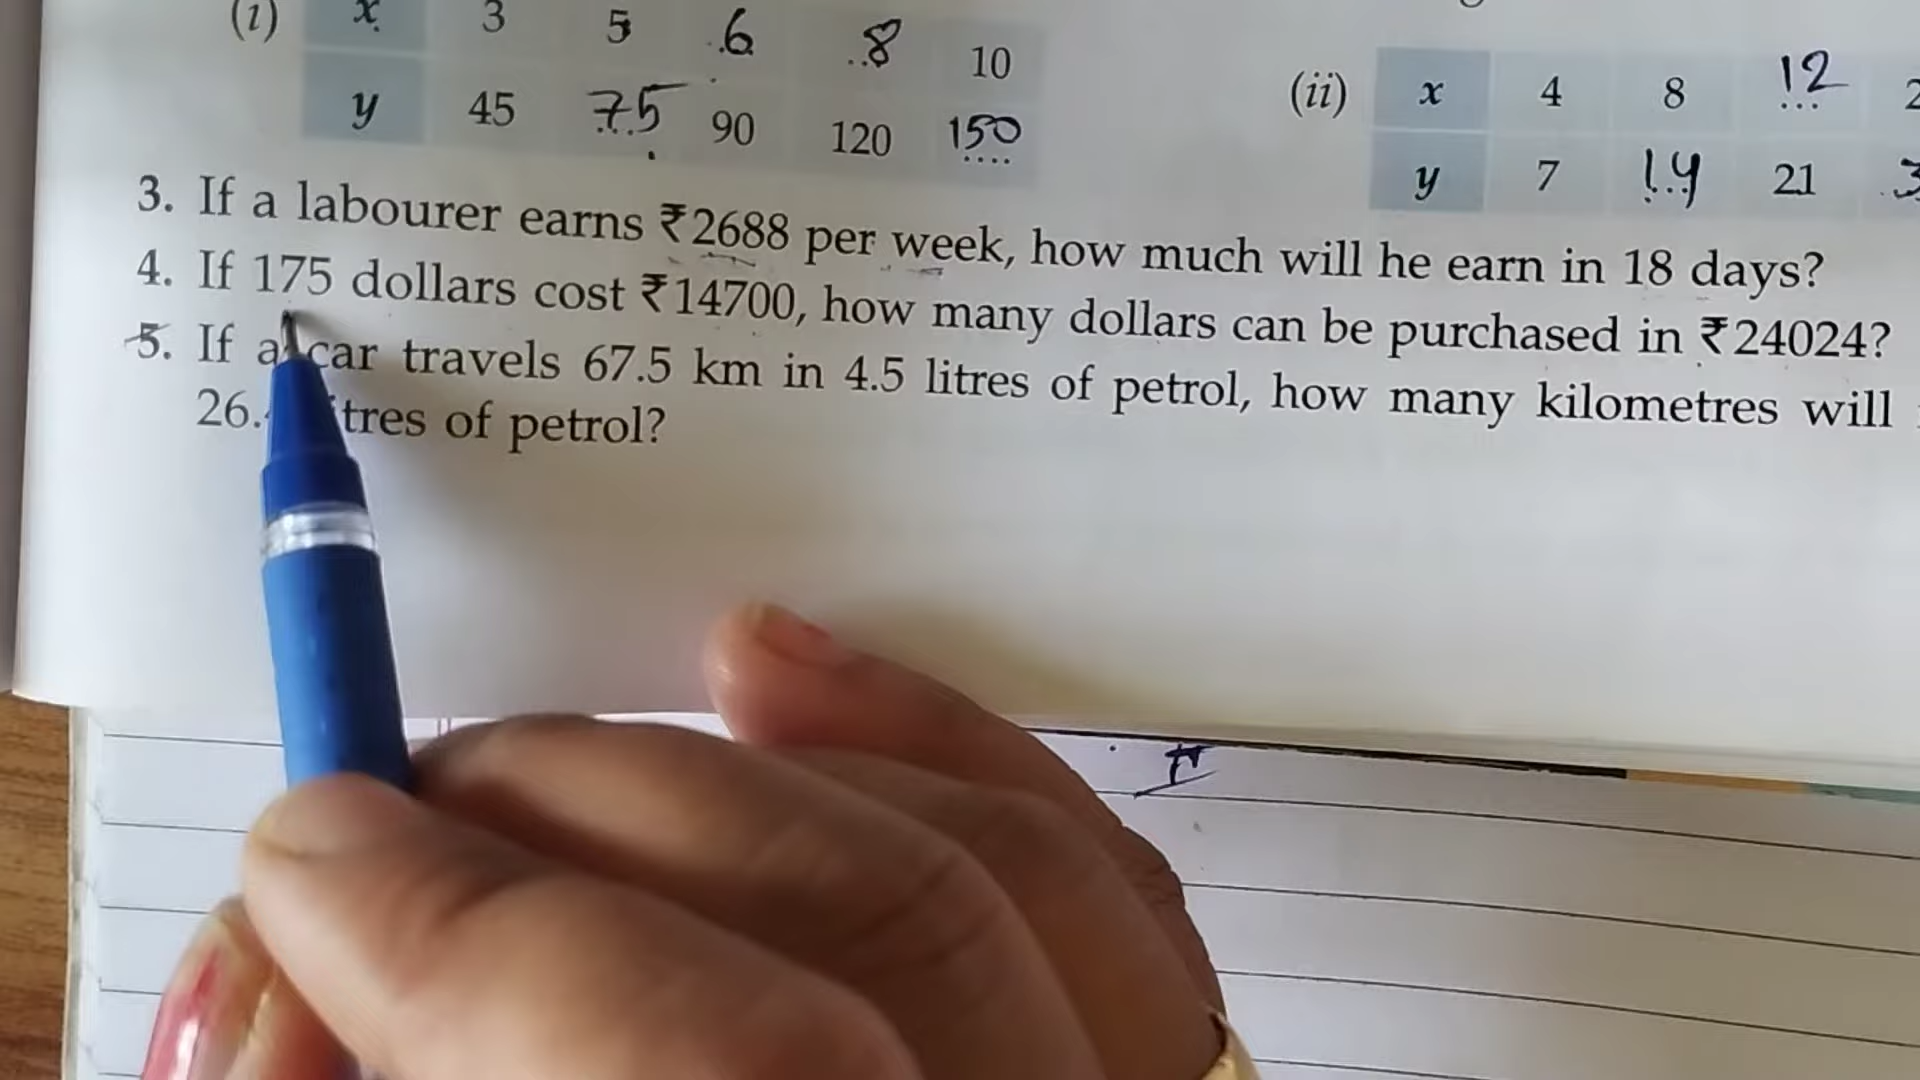 (i) x 3 5 6 8 10
y 45 75 90 120 150
(ii) x 4 8 12
y 7 14 21
3. If a labourer earns ₹2688 per week, how much will he earn in 18 days?
4. If 175 dollars cost ₹14700, how many dollars can be purchased in ₹24024?
5. If a car travels 67.5 km in 4.5 litres of petrol, how many kilometres will
of petrol?